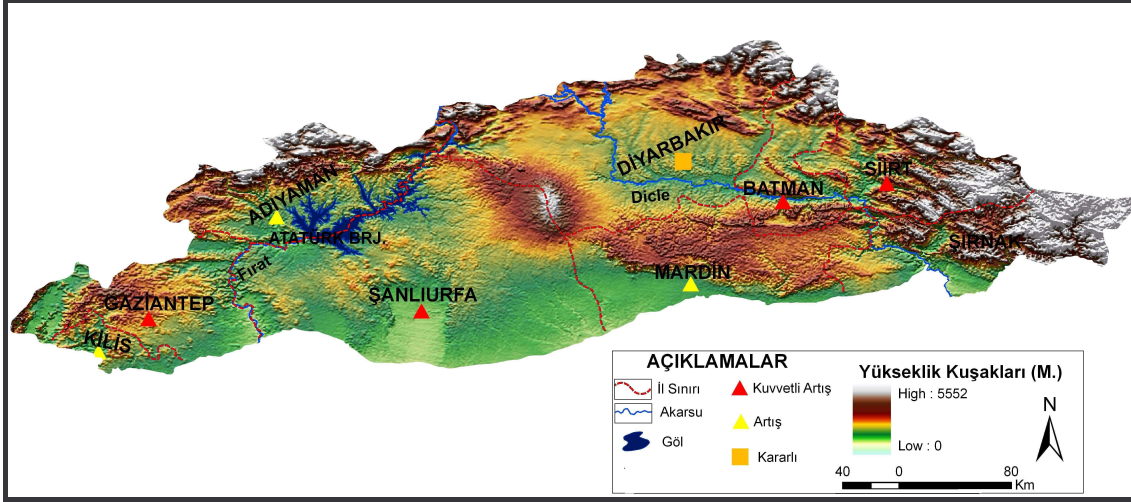 DİYARBAKIR
SİİRT
ADIYAMAN
Dicle
BATMAN
ATATÜRK BRJ.
ŞIRNAK
Fırat
MARDİN
GAZİANTEP
ŞANLIURFA
KİLİS
AÇIKLAMALAR
İl Sınırı
Kuvvetli Artış
Akarsu
Artış
Göl
Kararlı
Yükseklik Kuşakları (M.)
High : 5552
Low : 0
N
40 0 80
Km